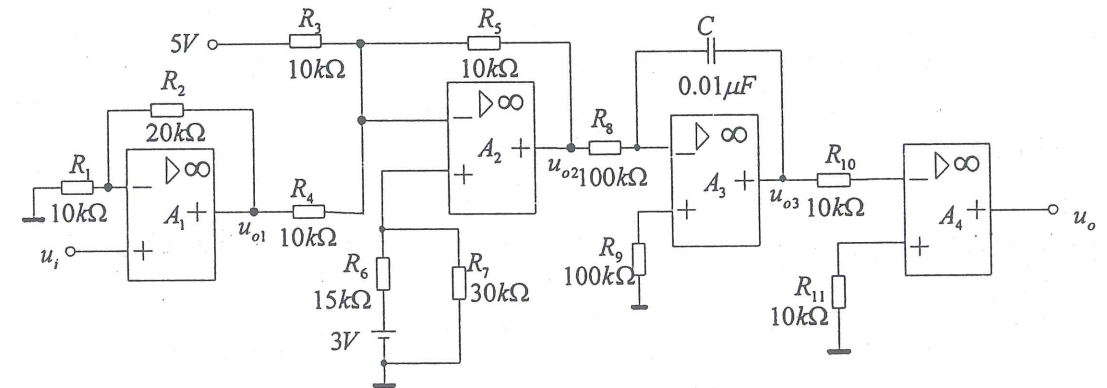 R₃
5V
10kΩ
R₅
10kΩ
C
0.01μF
R₂
20kΩ
▷∞
−
A₂
+
+
R₈
100kΩ
uₒ₂
R₁
10kΩ
▷∞
−
A₁
+
+
uᵢ
uₒ₁
R₄
10kΩ
▷∞
−
A₃
+
+
uₒ₃
R₁₀
10kΩ
▷∞
−
A₄
+
+
uₒ
R₆
15kΩ
3V
R₇
30kΩ
R₉
100kΩ
R₁₁
10kΩ